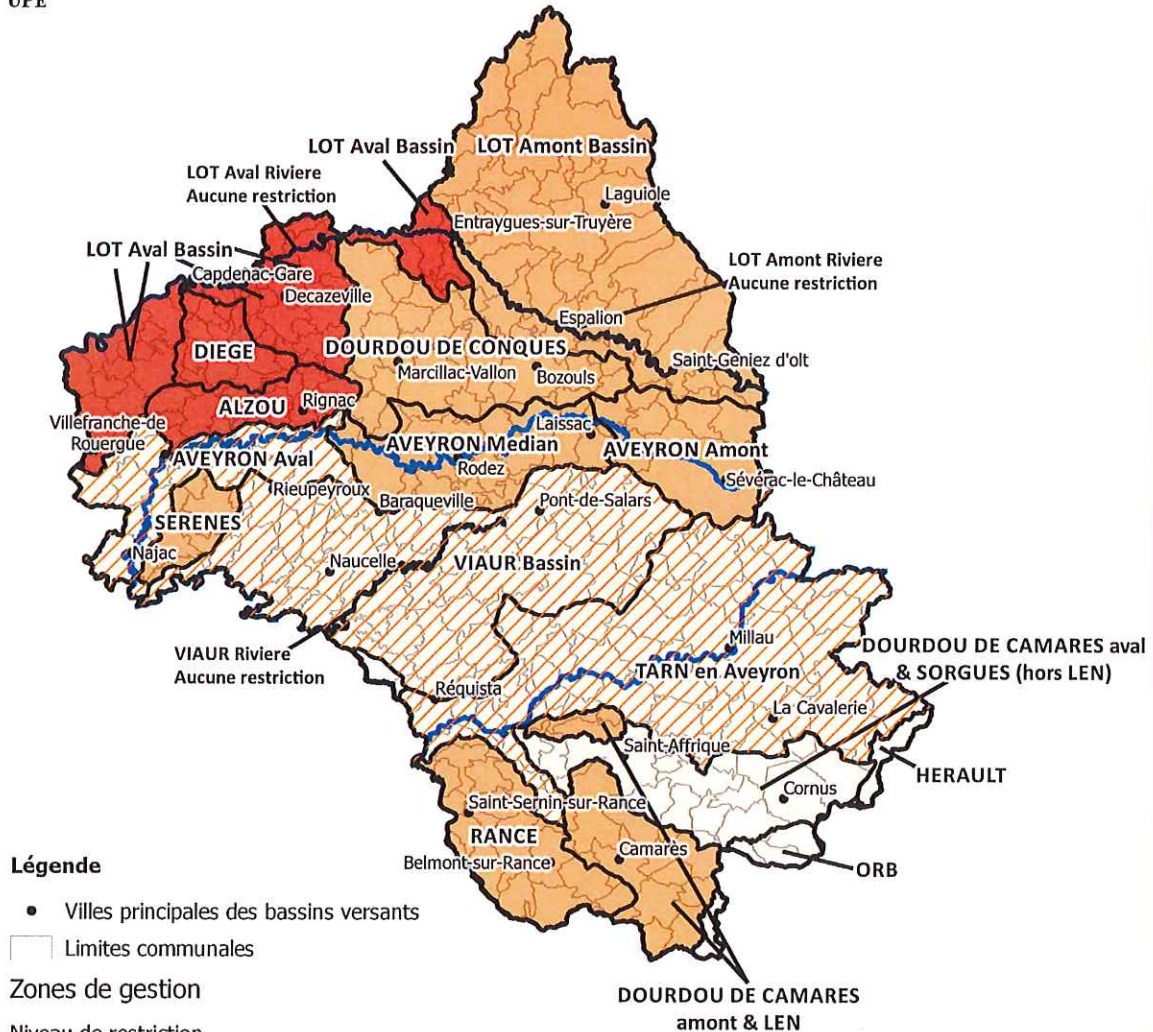 UPE
LOT Aval Bassin
LOT Amont Bassin
LOT Aval Riviere
Aucune restriction
Laguiole
Entraygues-sur-Truyère
LOT Aval Bassin
LOT Amont Riviere
Aucune restriction
Capdenac-Gare
Decazeville
Espalion
DIEGE
DOURDOU DE CONQUES
Saint-Geniez d'olt
Marcillac-Vallon
Bozouls
ALZOU
Rignac
Villefranche-de
Rouergue
Laissac
AVEYRON Median
AVEYRON Amont
AVEYRON Aval
Rodez
Sévérac-le-Château
Rieupeyroux
Baraqueville
Pont-de-Salars
SERENES
Najac
Naucelle
VIAUR Bassin
VIAUR Riviere
Aucune restriction
Millau
DOURDOU DE CAMARES aval
& SORGUES (hors LEN)
TARN en Aveyron
Réquista
La Cavalerie
Saint-Affrique
HERAULT
Cornus
Saint-Sernin-sur-Rance
RANCE
Camarès
Belmont-sur-Rance
ORB
Légende
Villes principales des bassins versants
Limites communales
Zones de gestion
DOURDOU DE CAMARES
amont & LEN
Niveau de restriction